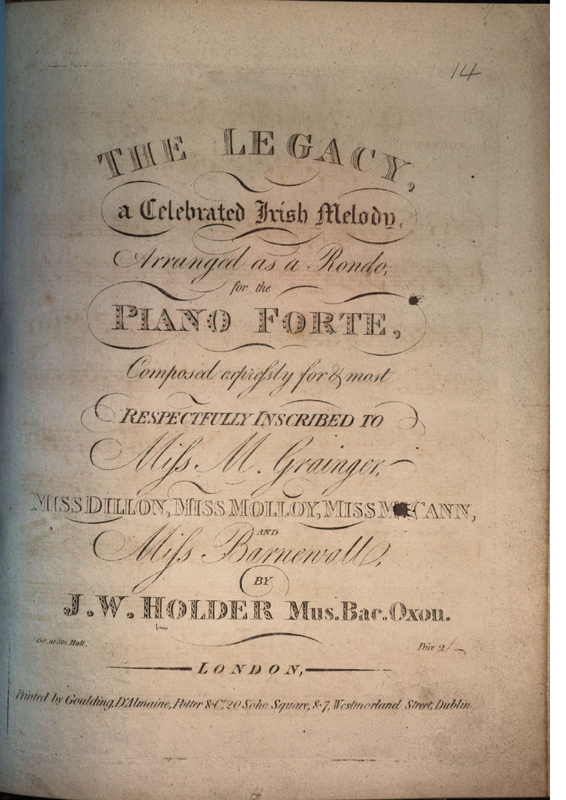 14
THE LEGACY,
a Celebrated Irish Melody,
Arranged as a Rondo,
for the
PIANO FORTE,
Composed expreſsly for & most
RESPECTFULLY INSCRIBED TO
Miſs M. Grainger,
MISS DILLON, MISS MOLLOY, MISS McCANN,
AND
Miſs Barnewall,
BY
J. W. HOLDER Mus. Bac. Oxon.
Ent. at Sta. Hall. Price 2/-
LONDON,
Printed by Goulding, D'Almaine, Potter & Co. 20 Soho Square, & 7, Westmorland Street, Dublin